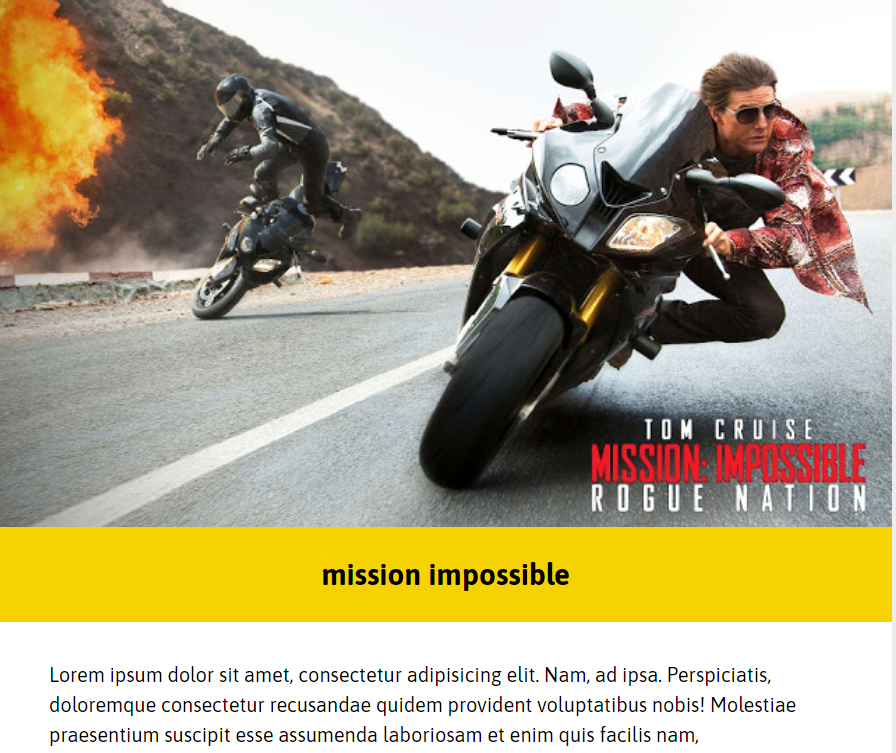 TOM CRUISE
MISSION: IMPOSSIBLE
ROGUE NATION
mission impossible
Lorem ipsum dolor sit amet, consectetur adipisicing elit. Nam, ad ipsa. Perspiciatis,
doloremque consectetur recusandae quidem provident voluptatibus nobis! Molestiae
praesentium suscipit esse assumenda laboriosam et enim quis facilis nam,